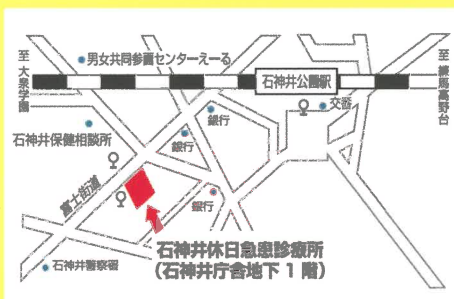 至大泉学園
男女共同参画センターえーる
石神井公園駅
至練馬高野台
交番
銀行
石神井保健相談所
銀行
富士街道
銀行
石神井休日急患診療所
(石神井庁舎地下1階)
石神井警察署